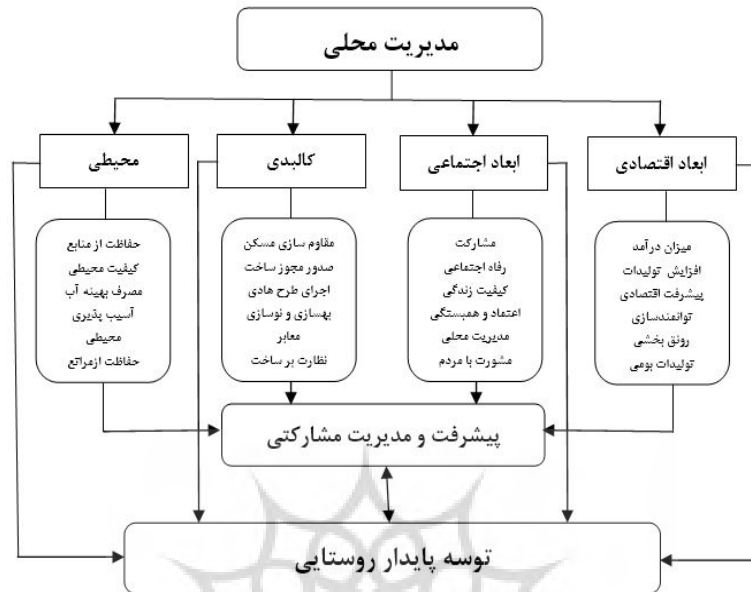 مدیریت محلی
ابعاد اقتصادی
ابعاد اجتماعی
کالبدی
محیطی
میزان درآمد
افزایش تولیدات
پیشرفت اقتصادی
توانمندسازی
رونق بخشی
تولیدات بومی
مشارکت
رفاه اجتماعی
کیفیت زندگی
اعتماد و همبستگی
مدیریت محلی
مشورت با مردم
مقاوم سازی مسکن
صدور مجوز ساخت
اجرای طرح هادی
بهسازی و نوسازی
معابر
نظارت بر ساخت
حفاظت از منابع
کیفیت محیطی
مصرف بهینه آب
آسیب پذیری
محیطی
حفاظت ازمراتع
پیشرفت و مدیریت مشارکتی
توسه پایدار روستایی